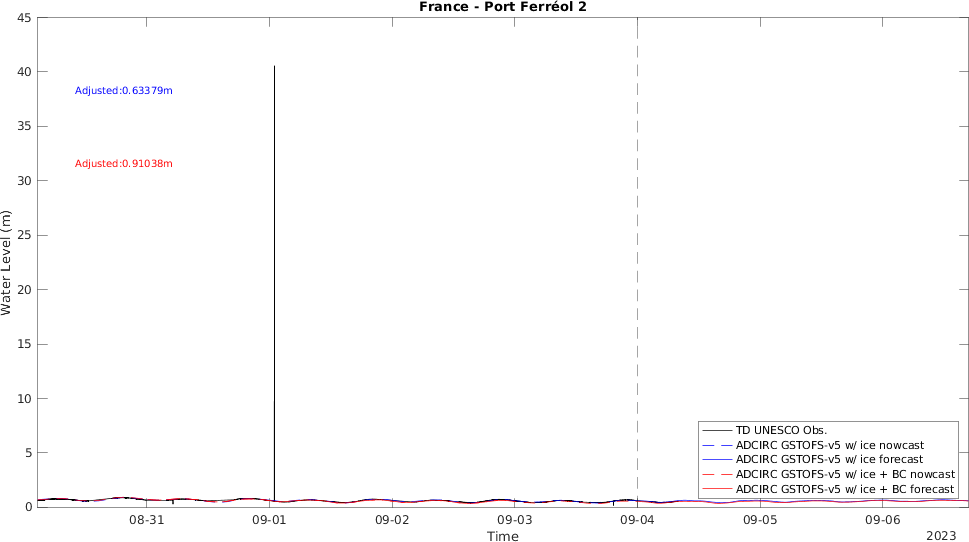 France - Port Ferréol 2
45
40
35
30
25
20
15
10
5
0
Water Level (m)
Adjusted:0.63379m
Adjusted:0.91038m
TD UNESCO Obs.
ADCIRC GSTOFS-v5 w/ ice nowcast
ADCIRC GSTOFS-v5 w/ ice forecast
ADCIRC GSTOFS-v5 w/ ice + BC nowcast
ADCIRC GSTOFS-v5 w/ ice + BC forecast
08-31 09-01 09-02 09-03 09-04 09-05 09-06
Time
2023